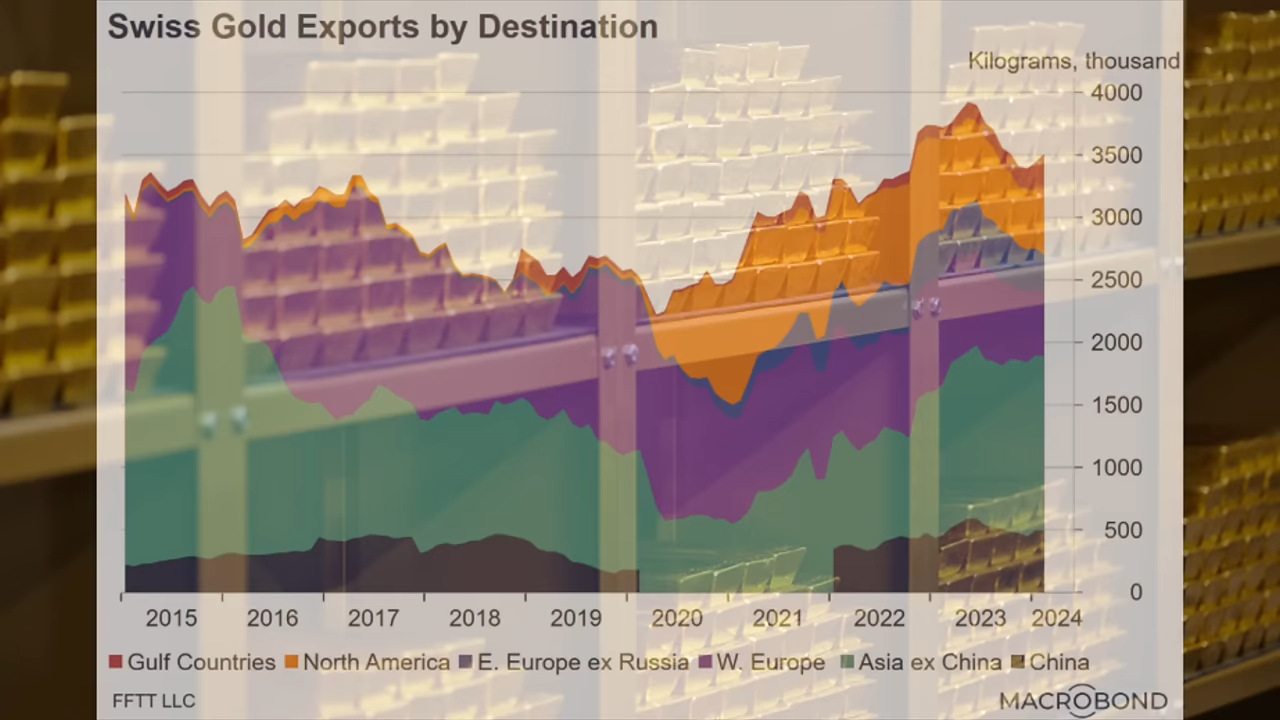 Swiss Gold Exports by Destination
Kilograms, thousand
4000
3500
3000
2500
2000
1500
1000
500
0
2015 2016 2017 2018 2019 2020 2021 2022 2023 2024
Gulf Countries North America E. Europe ex Russia W. Europe Asia ex China China
FFTT LLC MACROBOND